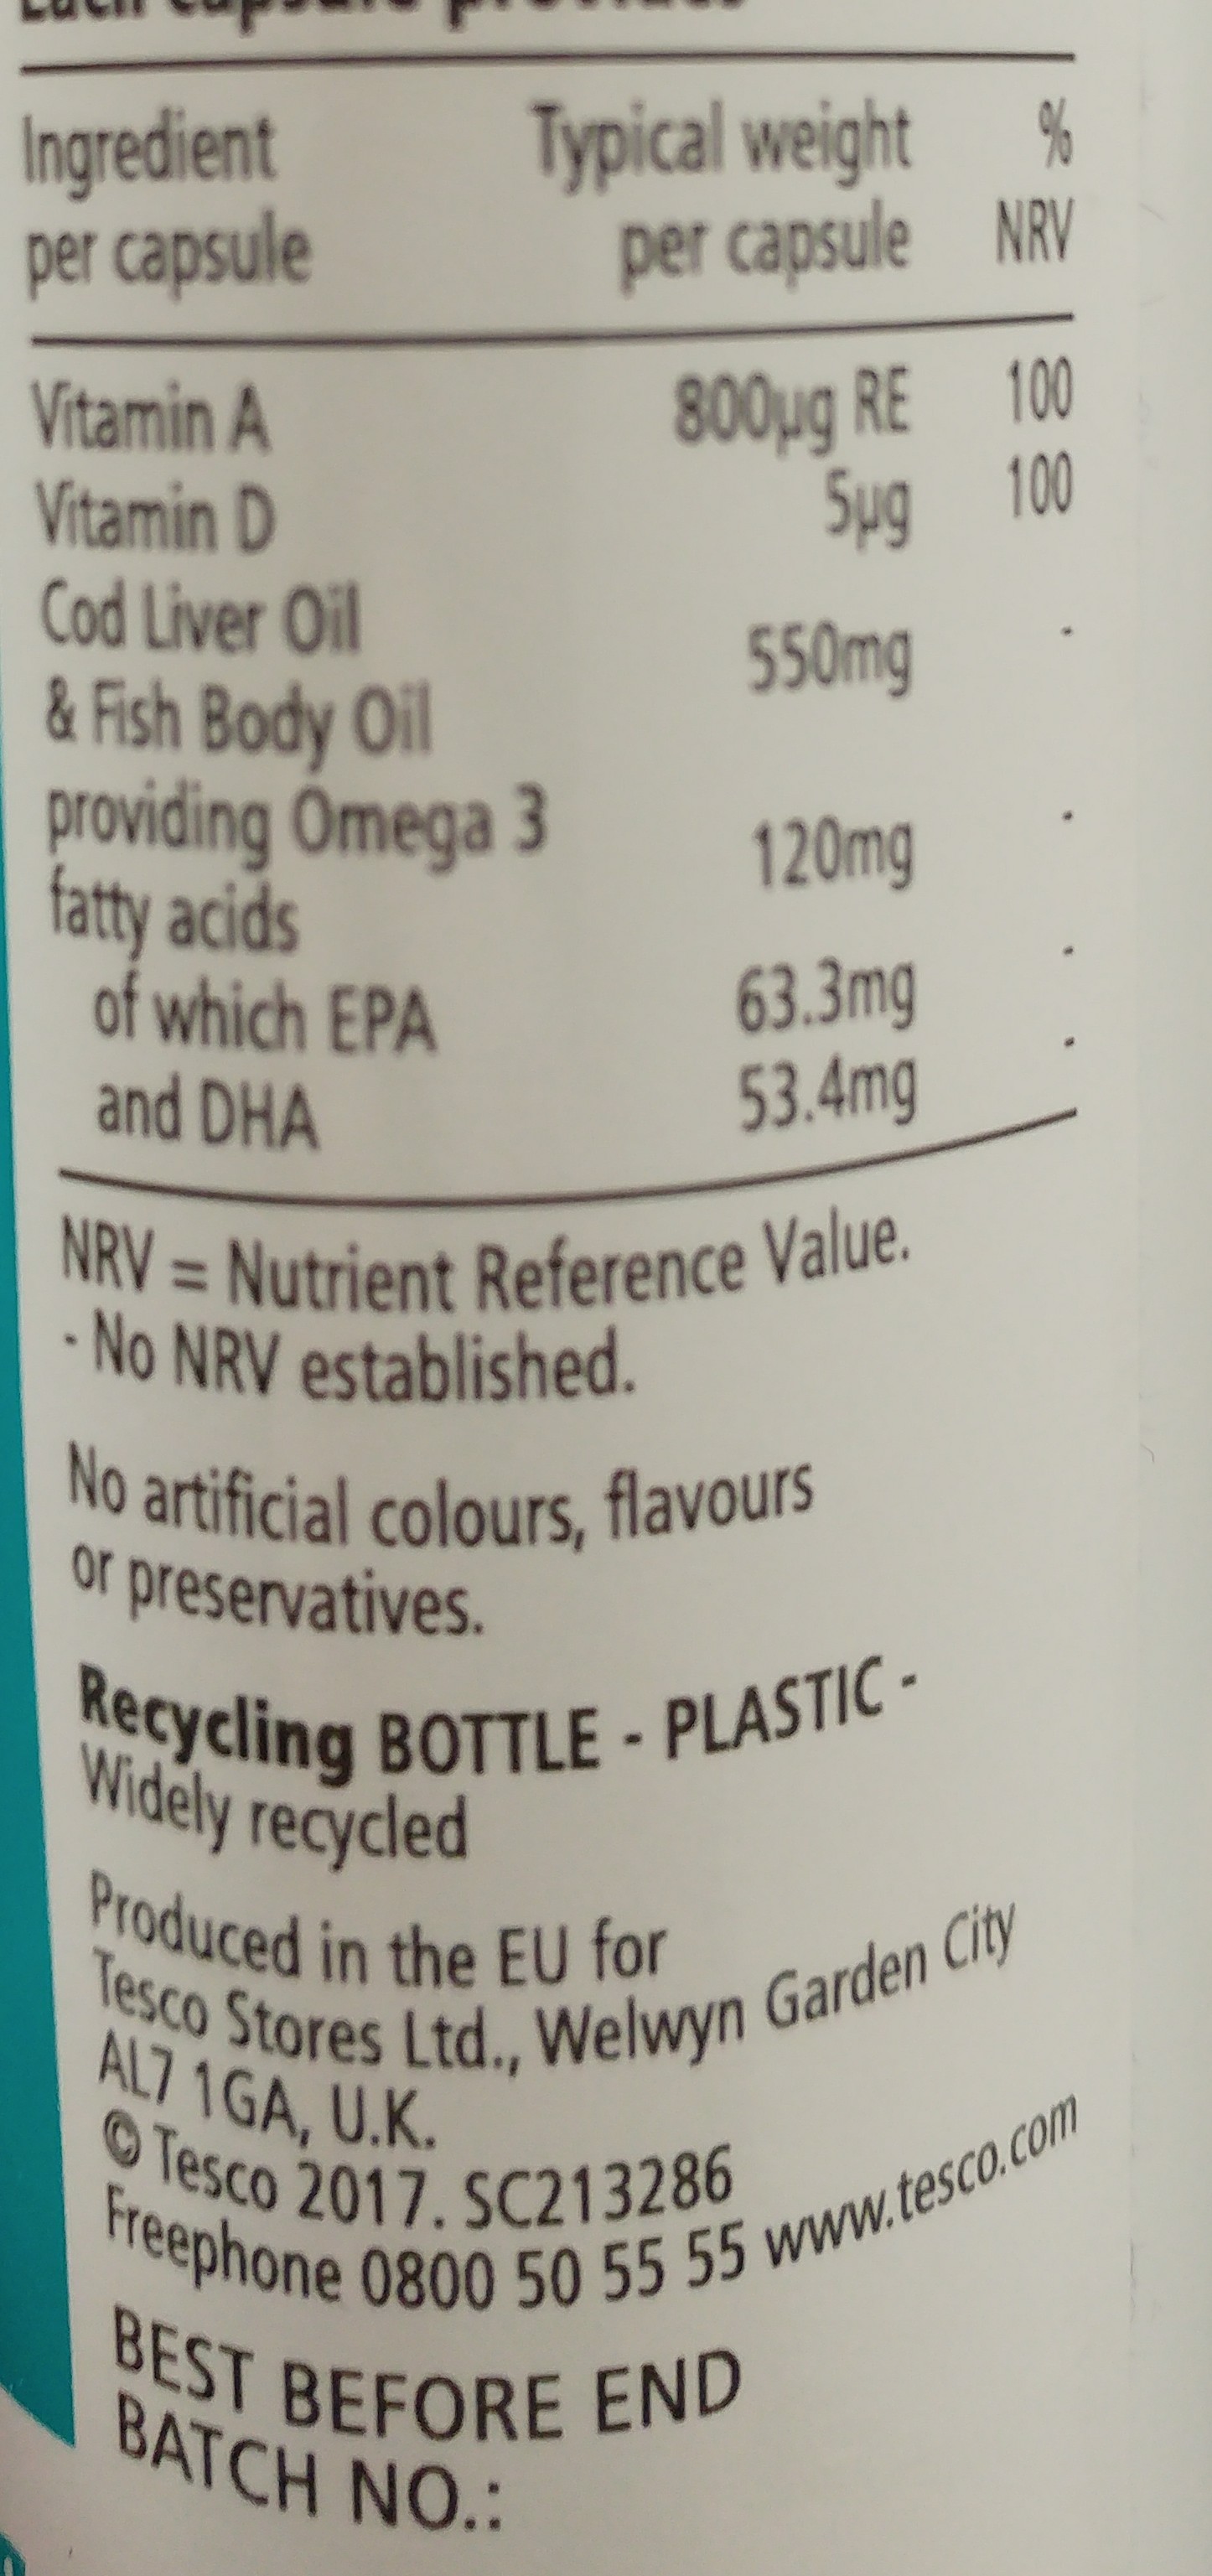 Each capsule provides
Ingredient Typical weight %
per capsule per capsule NRV
Vitamin A 800µg RE 100
Vitamin D 5µg 100
Cod Liver Oil
& Fish Body Oil 550mg -
providing Omega 3
fatty acids 120mg -
of which EPA 63.3mg -
and DHA 53.4mg -
NRV = Nutrient Reference Value.
- No NRV established.
No artificial colours, flavours
or preservatives.
Recycling BOTTLE - PLASTIC -
Widely recycled
Produced in the EU for
Tesco Stores Ltd., Welwyn Garden City
AL7 1GA, U.K.
© Tesco 2017. SC213286
Freephone 0800 50 55 55 www.tesco.com
BEST BEFORE END
BATCH NO.: